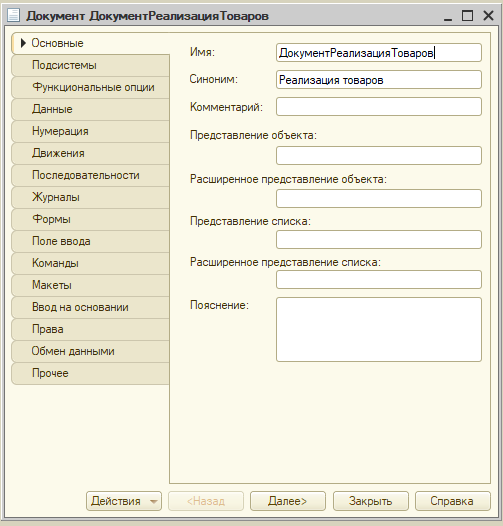 Документ ДокументРеализацияТоваров
Основные
Подсистемы
Функциональные опции
Данные
Нумерация
Движения
Последовательности
Журналы
Формы
Поле ввода
Команды
Макеты
Ввод на основании
Права
Обмен данными
Прочее
Имя: ДокументРеализацияТоваров
Синоним: Реализация товаров
Комментарий:
Представление объекта:
Расширенное представление объекта:
Представление списка:
Расширенное представление списка:
Пояснение:
Действия <Назад Далее> Закрыть Справка